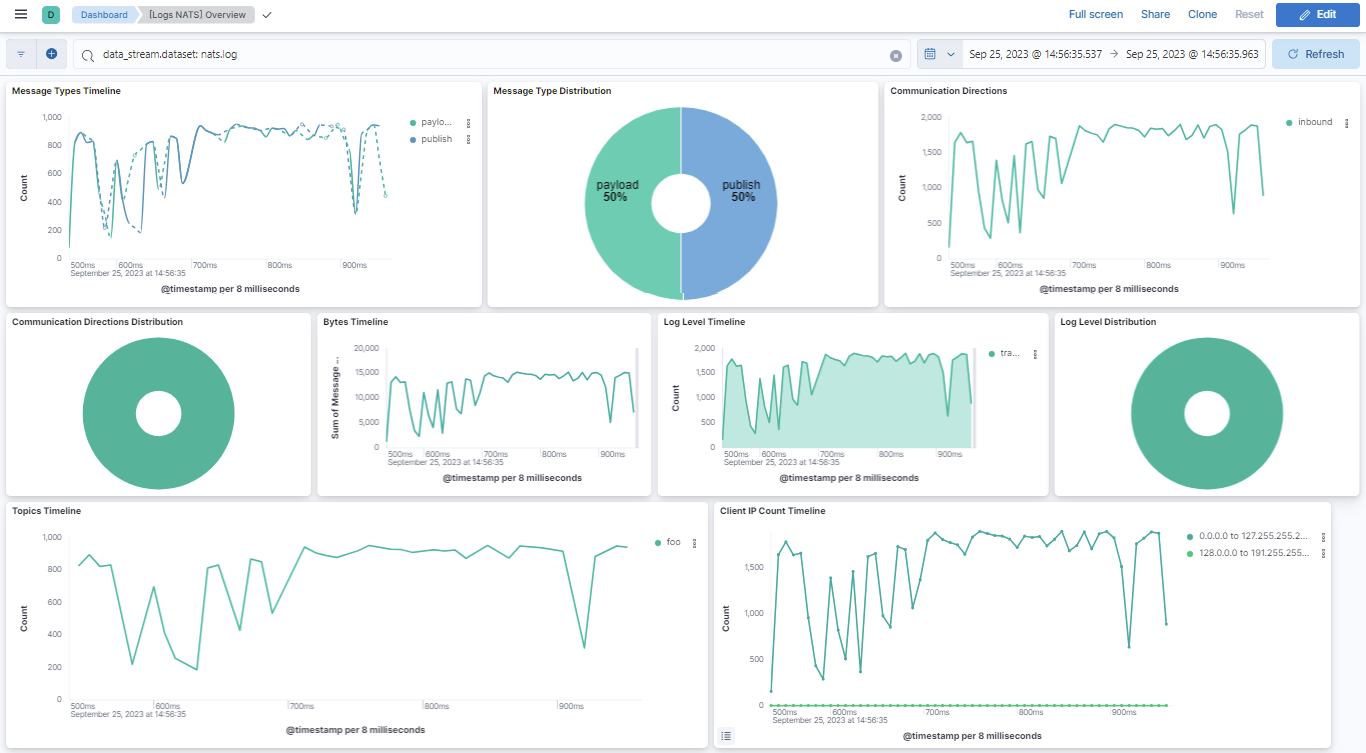 D Dashboard [Logs NATS] Overview Full screen Share Clone Reset Edit
data_stream.dataset: nats.log Sep 25, 2023 @ 14:56:35.537 → Sep 25, 2023 @ 14:56:35.963 Refresh
Message Types Timeline
1,000
800
600
400
200
0
Count
500ms 600ms 700ms 800ms 900ms
September 25, 2023 at 14:56:35
@timestamp per 8 milliseconds
paylo...
publish
Message Type Distribution
payload
50%
publish
50%
Communication Directions
2,000
1,500
1,000
500
0
Count
500ms 600ms 700ms 800ms 900ms
September 25, 2023 at 14:56:35
@timestamp per 8 milliseconds
inbound
Communication Directions Distribution
Bytes Timeline
20,000
15,000
10,000
5,000
0
Sum of Message ...
500ms 600ms 700ms 800ms 900ms
September 25, 2023 at 14:56:35
@timestamp per 8 milliseconds
Log Level Timeline
2,000
1,500
1,000
500
0
Count
500ms 600ms 700ms 800ms 900ms
September 25, 2023 at 14:56:35
@timestamp per 8 milliseconds
tra...
Log Level Distribution
Topics Timeline
1,000
800
600
400
200
0
Count
500ms 600ms 700ms 800ms 900ms
September 25, 2023 at 14:56:35
@timestamp per 8 milliseconds
foo
Client IP Count Timeline
1,500
1,000
500
0
Count
500ms 600ms 700ms 800ms 900ms
September 25, 2023 at 14:56:35
@timestamp per 8 milliseconds
0.0.0.0 to 127.255.255.2...
128.0.0.0 to 191.255.255...